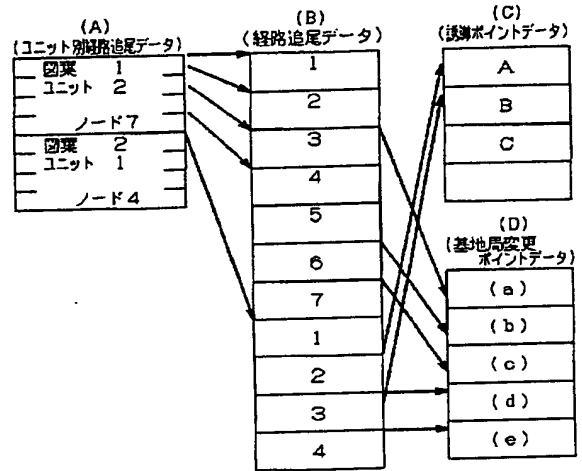 (A)
(ユニット別経路追尾データ)
図葉 1
ユニット 2
ノード7
図葉 2
ユニット 1
ノード4
(B)
(経路追尾データ)
1
2
3
4
5
6
7
1
2
3
4
(C)
(誘導ポイントデータ)
A
B
C
(D)
(基地局変更
ポイントデータ)
(a)
(b)
(c)
(d)
(e)